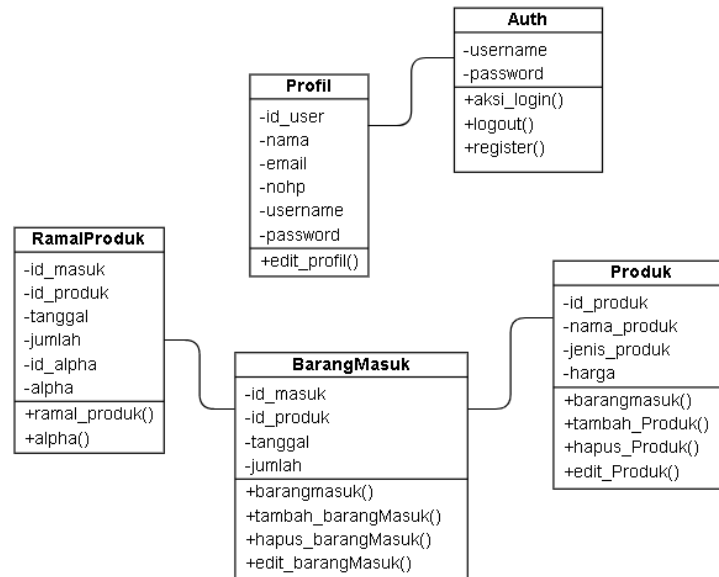 Auth
-username
-password
+aksi_login()
+logout()
+register()
Profil
-id_user
-nama
-email
-nohp
-username
-password
+edit_profil()
RamalProduk
-id_masuk
-id_produk
-tanggal
-jumlah
-id_alpha
-alpha
+ramal_produk()
+alpha()
BarangMasuk
-id_masuk
-id_produk
-tanggal
-jumlah
+barangmasuk()
+tambah_barangMasuk()
+hapus_barangMasuk()
+edit_barangMasuk()
Produk
-id_produk
-nama_produk
-jenis_produk
-harga
+barangmasuk()
+tambah_Produk()
+hapus_Produk()
+edit_Produk()